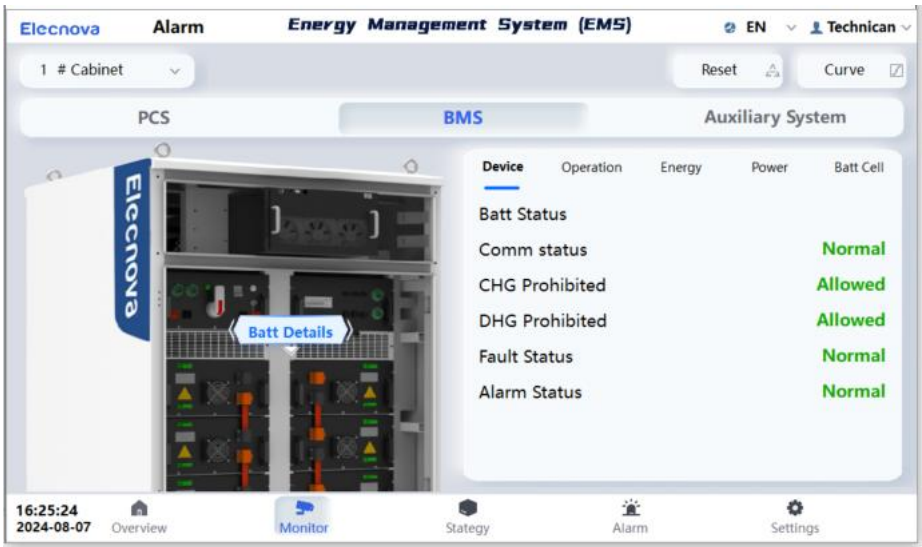 Elecnova Alarm Energy Management System (EMS) EN Technican
1 # Cabinet Reset Curve
PCS BMS Auxiliary System
Elecnova
Batt Details
Device Operation Energy Power Batt Cell
Batt Status
Comm status Normal
CHG Prohibited Allowed
DHG Prohibited Allowed
Fault Status Normal
Alarm Status Normal
16:25:24
2024-08-07
Overview Monitor Stategy Alarm Settings